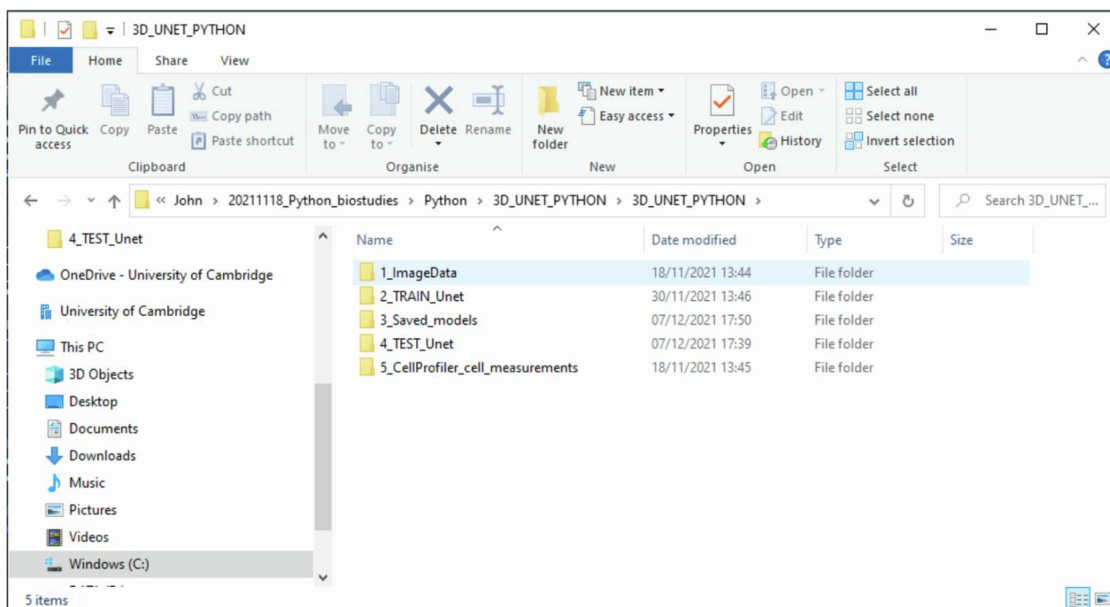 3D_UNET_PYTHON
File Home Share View
Pin to Quick access
Copy
Paste
Cut
Copy path
Paste shortcut
Clipboard
Move to
Copy to
Delete
Rename
Organise
New folder
New item
Easy access
New
Properties
Open
Edit
History
Open
Select all
Select none
Invert selection
Select
« John > 20211118_Python_biostudies > Python > 3D_UNET_PYTHON > 3D_UNET_PYTHON >
Search 3D_UNET_...
4_TEST_Unet
OneDrive - University of Cambridge
University of Cambridge
This PC
3D Objects
Desktop
Documents
Downloads
Music
Pictures
Videos
Windows (C:)
Name Date modified Type Size
1_ImageData 18/11/2021 13:44 File folder
2_TRAIN_Unet 30/11/2021 13:46 File folder
3_Saved_models 07/12/2021 17:50 File folder
4_TEST_Unet 07/12/2021 17:39 File folder
5_CellProfiler_cell_measurements 18/11/2021 13:45 File folder
5 items